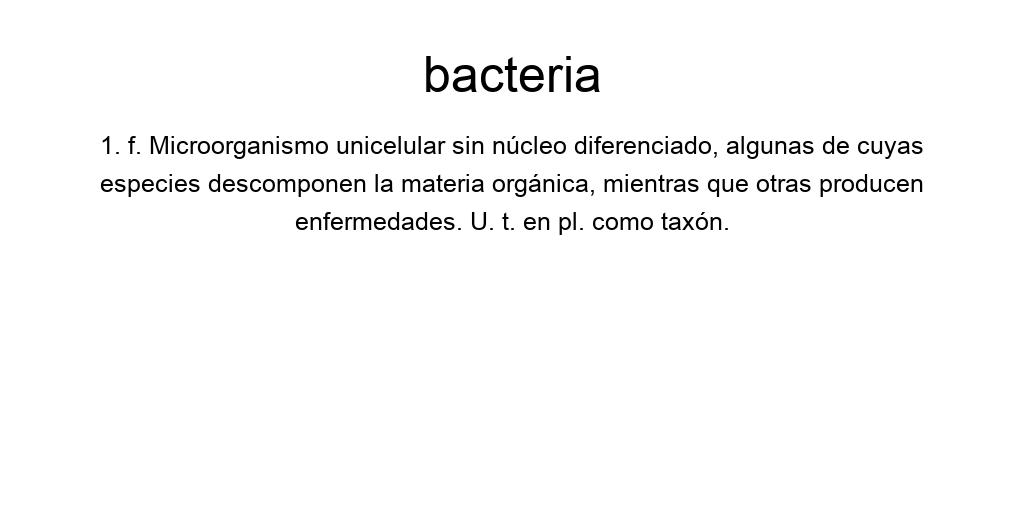 bacteria
1. f. Microorganismo unicelular sin núcleo diferenciado, algunas de cuyas
especies descomponen la materia orgánica, mientras que otras producen
enfermedades. U. t. en pl. como taxón.